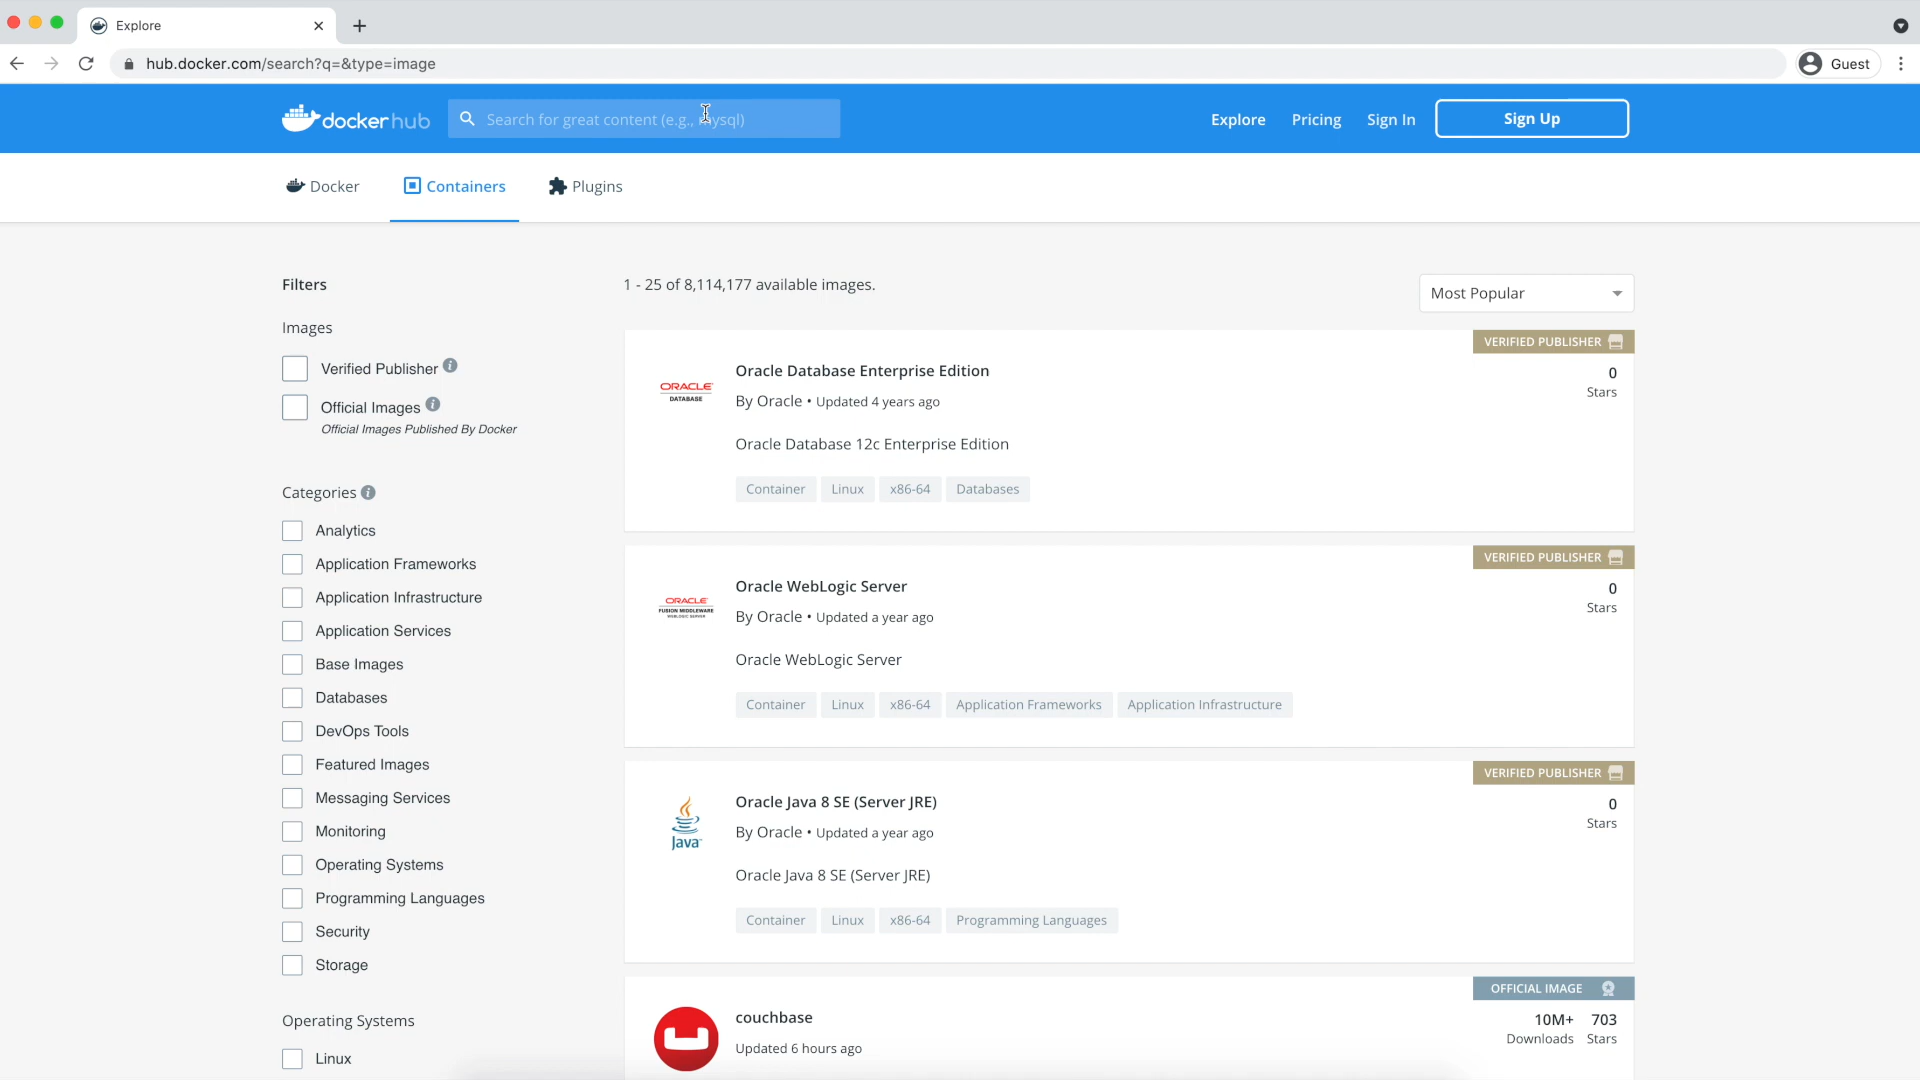 Explore
hub.docker.com/search?q=&type=image
Guest
dockerhub
Search for great content (e.g., mysql)
Explore
Pricing
Sign In
Sign Up
Docker
Containers
Plugins
Filters
Images
Verified Publisher
Official Images
Official Images Published By Docker
Categories
Analytics
Application Frameworks
Application Infrastructure
Application Services
Base Images
Databases
DevOps Tools
Featured Images
Messaging Services
Monitoring
Operating Systems
Programming Languages
Security
Storage
Operating Systems
Linux
1 - 25 of 8,114,177 available images.
Most Popular
VERIFIED PUBLISHER
ORACLE
DATABASE
Oracle Database Enterprise Edition
By Oracle • Updated 4 years ago
Oracle Database 12c Enterprise Edition
Container Linux x86-64 Databases
0
Stars
VERIFIED PUBLISHER
ORACLE
FUSION MIDDLEWARE
WEBLOGIC SERVER
Oracle WebLogic Server
By Oracle • Updated a year ago
Oracle WebLogic Server
Container Linux x86-64 Application Frameworks Application Infrastructure
0
Stars
VERIFIED PUBLISHER
Java
Oracle Java 8 SE (Server JRE)
By Oracle • Updated a year ago
Oracle Java 8 SE (Server JRE)
Container Linux x86-64 Programming Languages
0
Stars
OFFICIAL IMAGE
couchbase
Updated 6 hours ago
10M+ 703
Downloads Stars